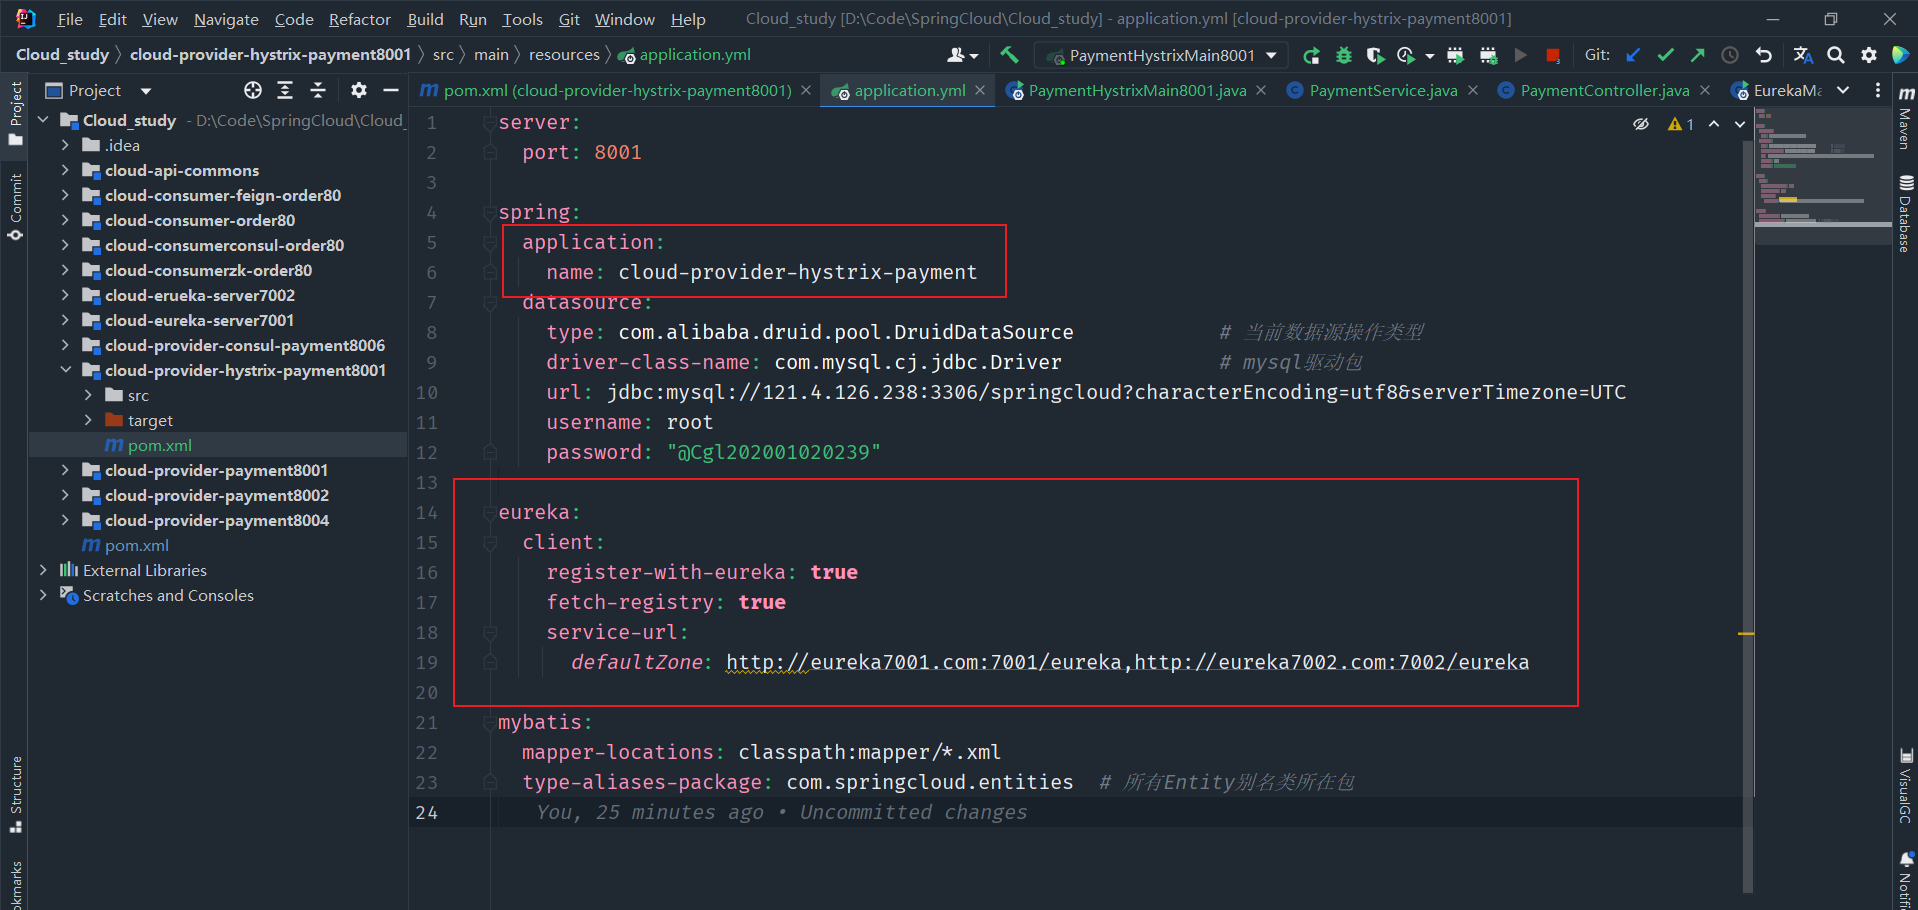 File Edit View Navigate Code Refactor Build Run Tools Git Window Help Cloud_study [D:\Code\SpringCloud\Cloud_study] - application.yml [cloud-provider-hystrix-payment8001]
Cloud_study cloud-provider-hystrix-payment8001 src main resources application.yml PaymentHystrixMain8001 Git:
Project
pom.xml (cloud-provider-hystrix-payment8001) application.yml PaymentHystrixMain8001.java PaymentService.java PaymentController.java EurekaMa
Project
Commit
Structure
Cloud_study - D:\Code\SpringCloud\Cloud_
.idea
cloud-api-commons
cloud-consumer-feign-order80
cloud-consumer-order80
cloud-consumerconsul-order80
cloud-consumerzk-order80
cloud-erueka-server7002
cloud-eureka-server7001
cloud-provider-consul-payment8006
cloud-provider-hystrix-payment8001
src
target
pom.xml
cloud-provider-payment8001
cloud-provider-payment8002
cloud-provider-payment8004
pom.xml
External Libraries
Scratches and Consoles
1 server:
2 port: 8001
3
4 spring:
5 application:
6 name: cloud-provider-hystrix-payment
7 datasource:
8 type: com.alibaba.druid.pool.DruidDataSource # 当前数据源操作类型
9 driver-class-name: com.mysql.cj.jdbc.Driver # mysql驱动包
10 url: jdbc:mysql://121.4.126.238:3306/springcloud?characterEncoding=utf8&serverTimezone=UTC
11 username: root
12 password: "@Cgl202001020239"
13
14 eureka:
15 client:
16 register-with-eureka: true
17 fetch-registry: true
18 service-url:
19 defaultZone: http://eureka7001.com:7001/eureka,http://eureka7002.com:7002/eureka
20
21 mybatis:
22 mapper-locations: classpath:mapper/*.xml
23 type-aliases-package: com.springcloud.entities # 所有Entity别名类所在包
24 You, 25 minutes ago • Uncommitted changes
1
Maven
Database
VisualGC